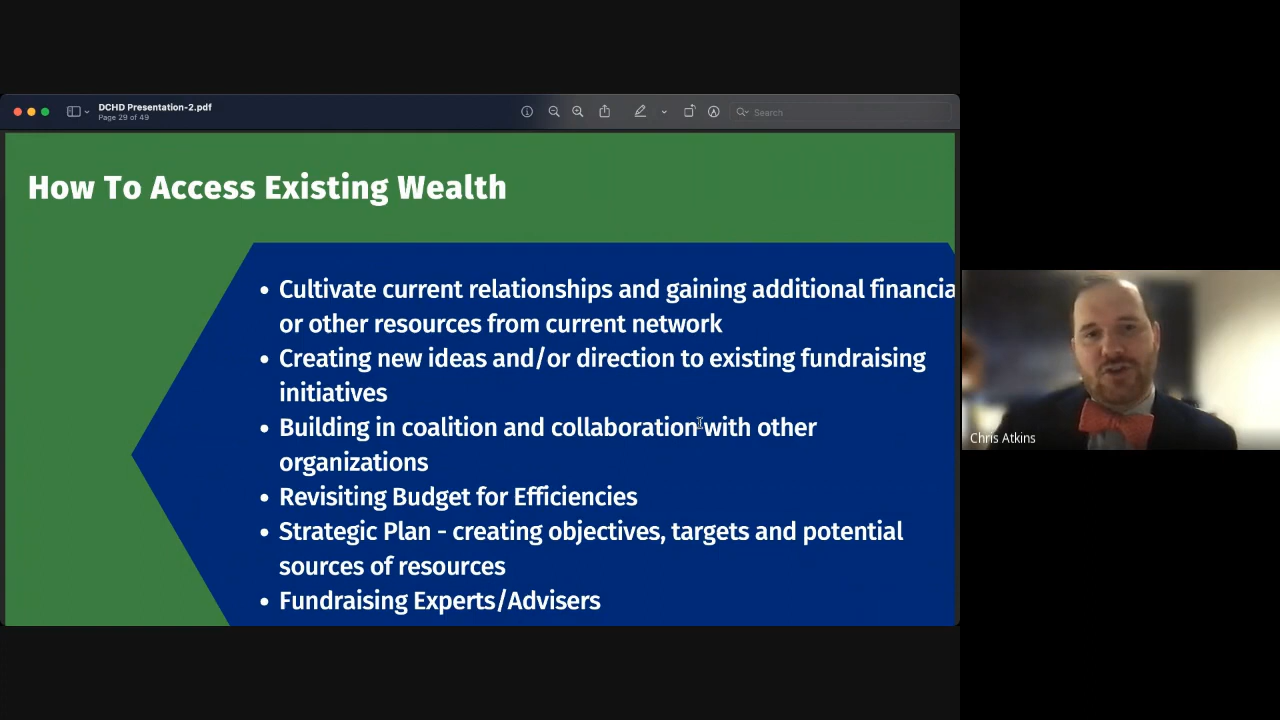 DCHD Presentation-2.pdf
Page 29 of 49
Search
How To Access Existing Wealth
• Cultivate current relationships and gaining additional financia
or other resources from current network
• Creating new ideas and/or direction to existing fundraising
initiatives
• Building in coalition and collaboration with other
organizations
• Revisiting Budget for Efficiencies
• Strategic Plan - creating objectives, targets and potential
sources of resources
• Fundraising Experts/Advisers
Chris Atkins